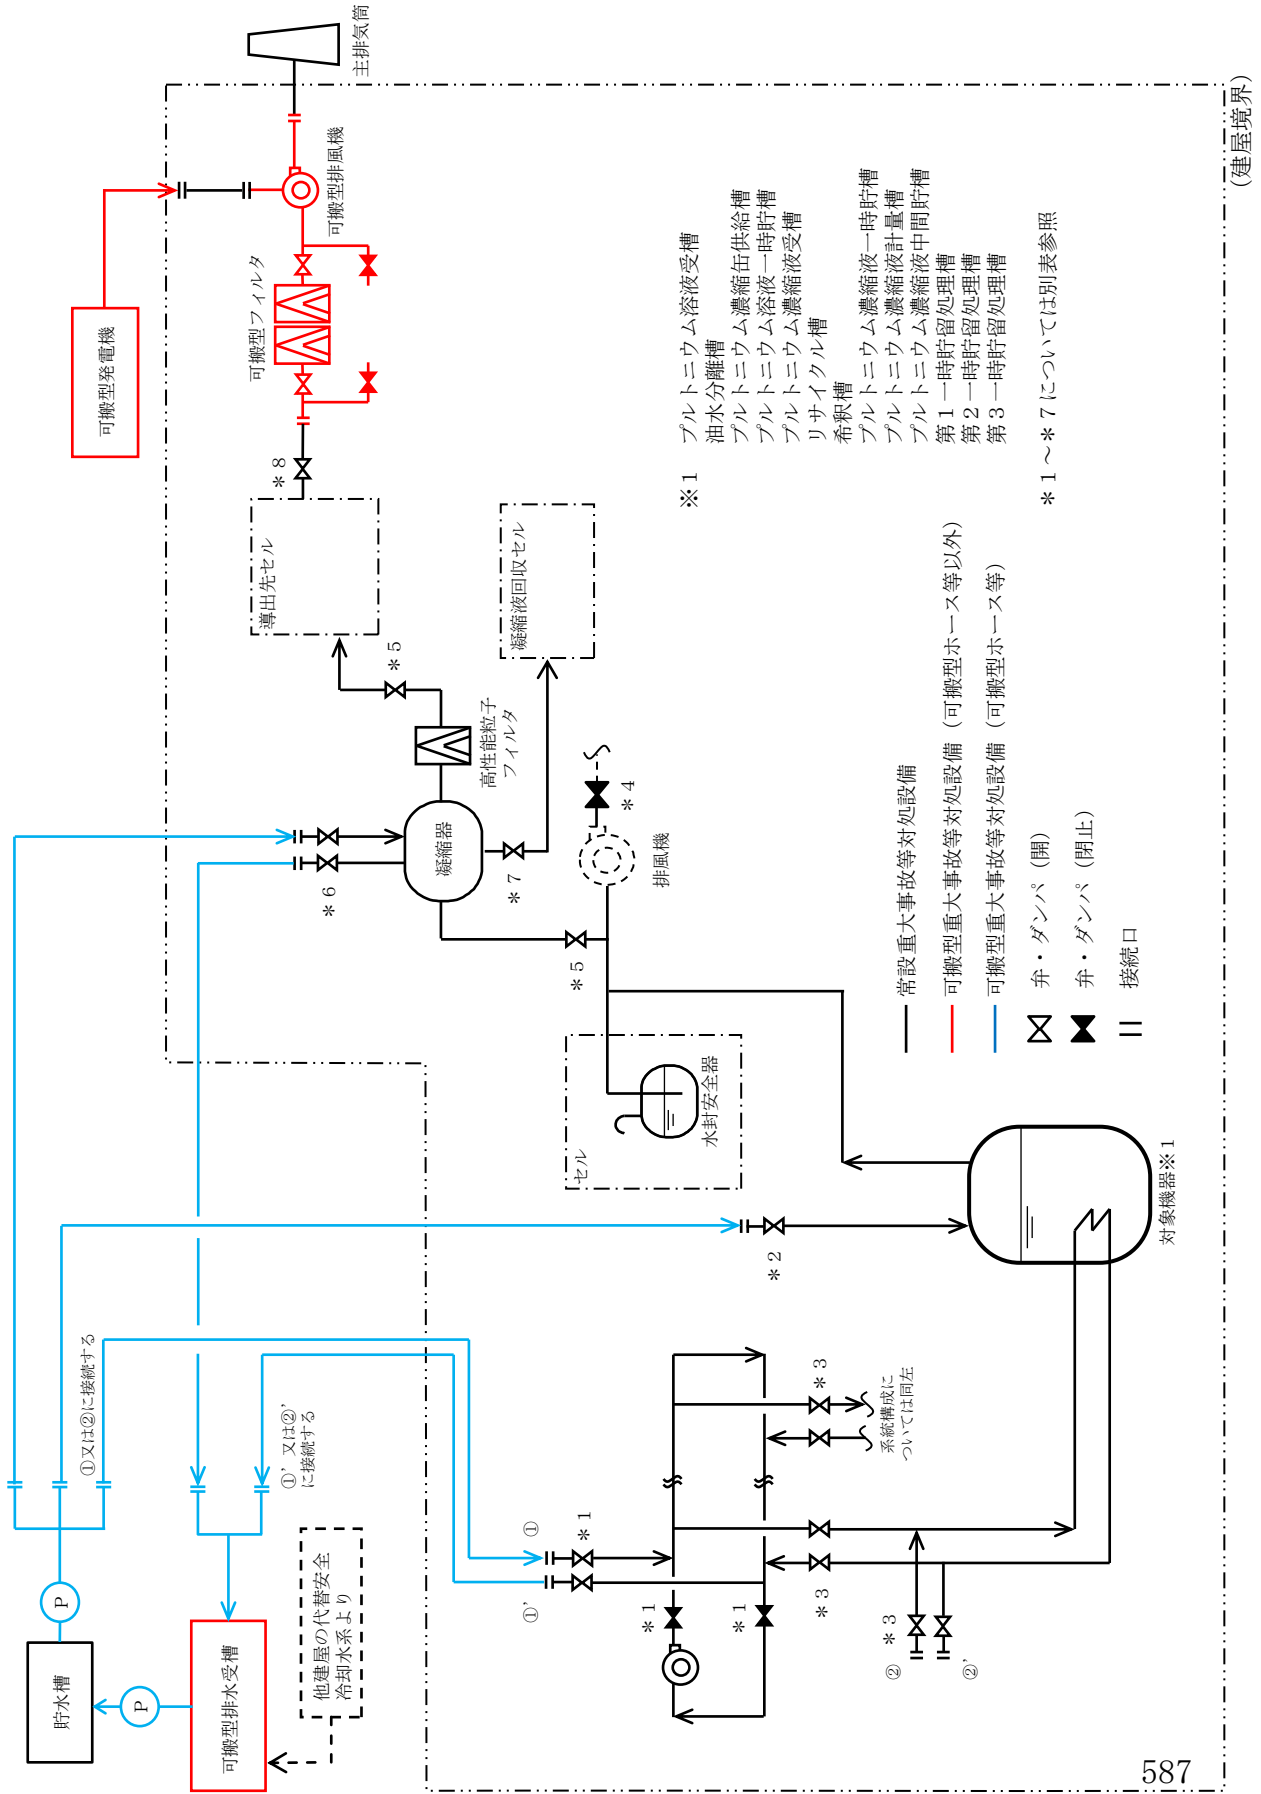 主排気筒
(建屋境界)
可搬型排風機
可搬型フィルタ
可搬型発電機
*8
導出先セル
*5
凝縮液回収セル
高性能粒子
フィルタ
凝縮器
*6
*7
*4
排風機
*5
セル
水封安全器
対象機器※1
*2
①又は②に接続する
①’又は②’
に接続する
P
貯水槽
P
可搬型排水受槽
他建屋の代替安全
冷却水系より
①
*1
①’
*1
*1
*3
系統構成に
ついては同左
*3
*3
②
②’
※1 プルトニウム溶液受槽
油水分離槽
プルトニウム濃縮缶供給槽
プルトニウム溶液一時貯槽
プルトニウム濃縮液受槽
リサイクル槽
希釈槽
プルトニウム濃縮液一時貯槽
プルトニウム濃縮液計量槽
プルトニウム濃縮液中間貯槽
第1一時貯留処理槽
第2一時貯留処理槽
第3一時貯留処理槽
*1~*7については別表参照
常設重大事故等対処設備
可搬型重大事故等対処設備(可搬型ホース等以外)
可搬型重大事故等対処設備(可搬型ホース等)
弁・ダンパ(開)
弁・ダンパ(閉止)
接続口
587